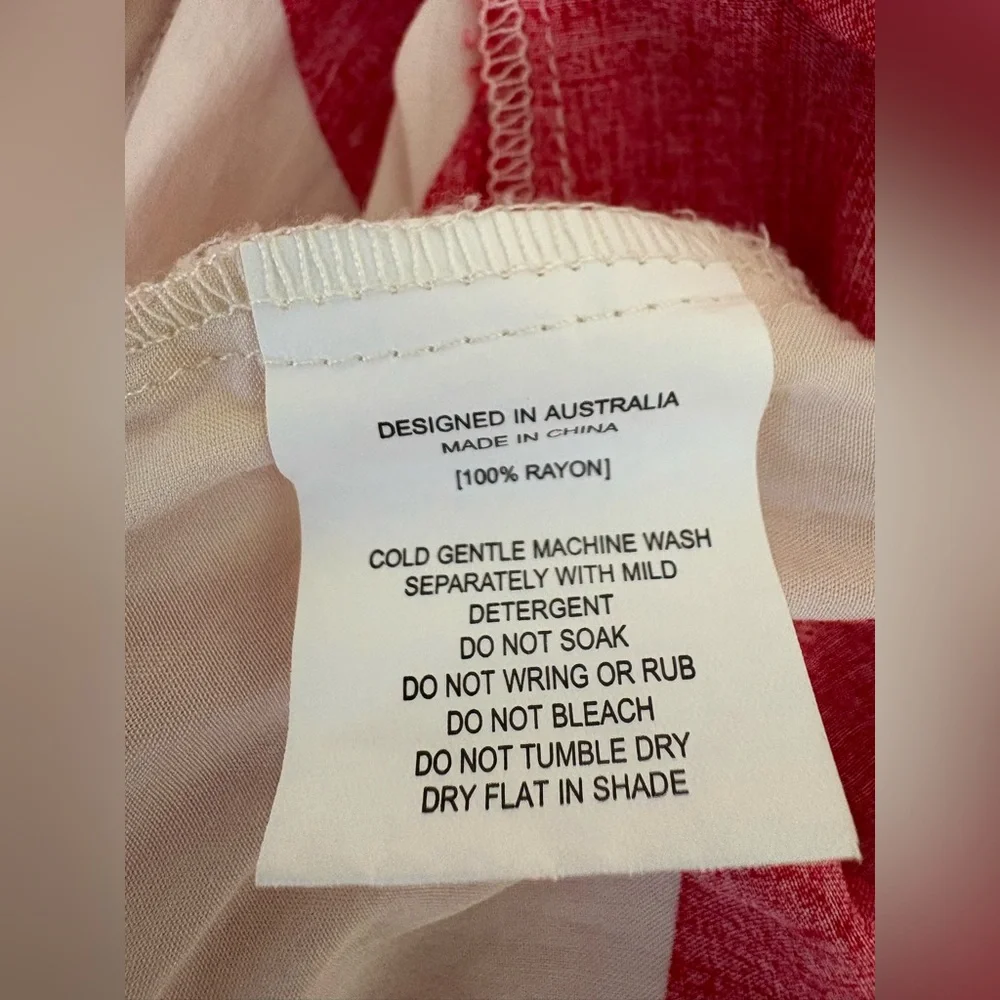 DESIGNED IN AUSTRALIA
MADE IN CHINA
[100% RAYON]
COLD GENTLE MACHINE WASH
SEPARATELY WITH MILD
DETERGENT
DO NOT SOAK
DO NOT WRING OR RUB
DO NOT BLEACH
DO NOT TUMBLE DRY
DRY FLAT IN SHADE